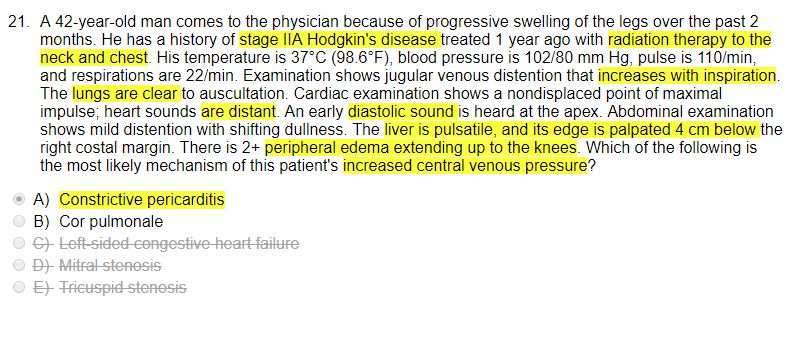 21. A 42-year-old man comes to the physician because of progressive swelling of the legs over the past 2
months. He has a history of stage IIA Hodgkin's disease treated 1 year ago with radiation therapy to the
neck and chest. His temperature is 37°C (98.6°F), blood pressure is 102/80 mm Hg, pulse is 110/min,
and respirations are 22/min. Examination shows jugular venous distention that increases with inspiration.
The lungs are clear to auscultation. Cardiac examination shows a nondisplaced point of maximal
impulse; heart sounds are distant. An early diastolic sound is heard at the apex. Abdominal examination
shows mild distention with shifting dullness. The liver is pulsatile, and its edge is palpated 4 cm below the
right costal margin. There is 2+ peripheral edema extending up to the knees. Which of the following is
the most likely mechanism of this patient's increased central venous pressure?
A) Constrictive pericarditis
B) Cor pulmonale
C) Left-sided congestive heart failure
D) Mitral stenosis
E) Tricuspid stenosis